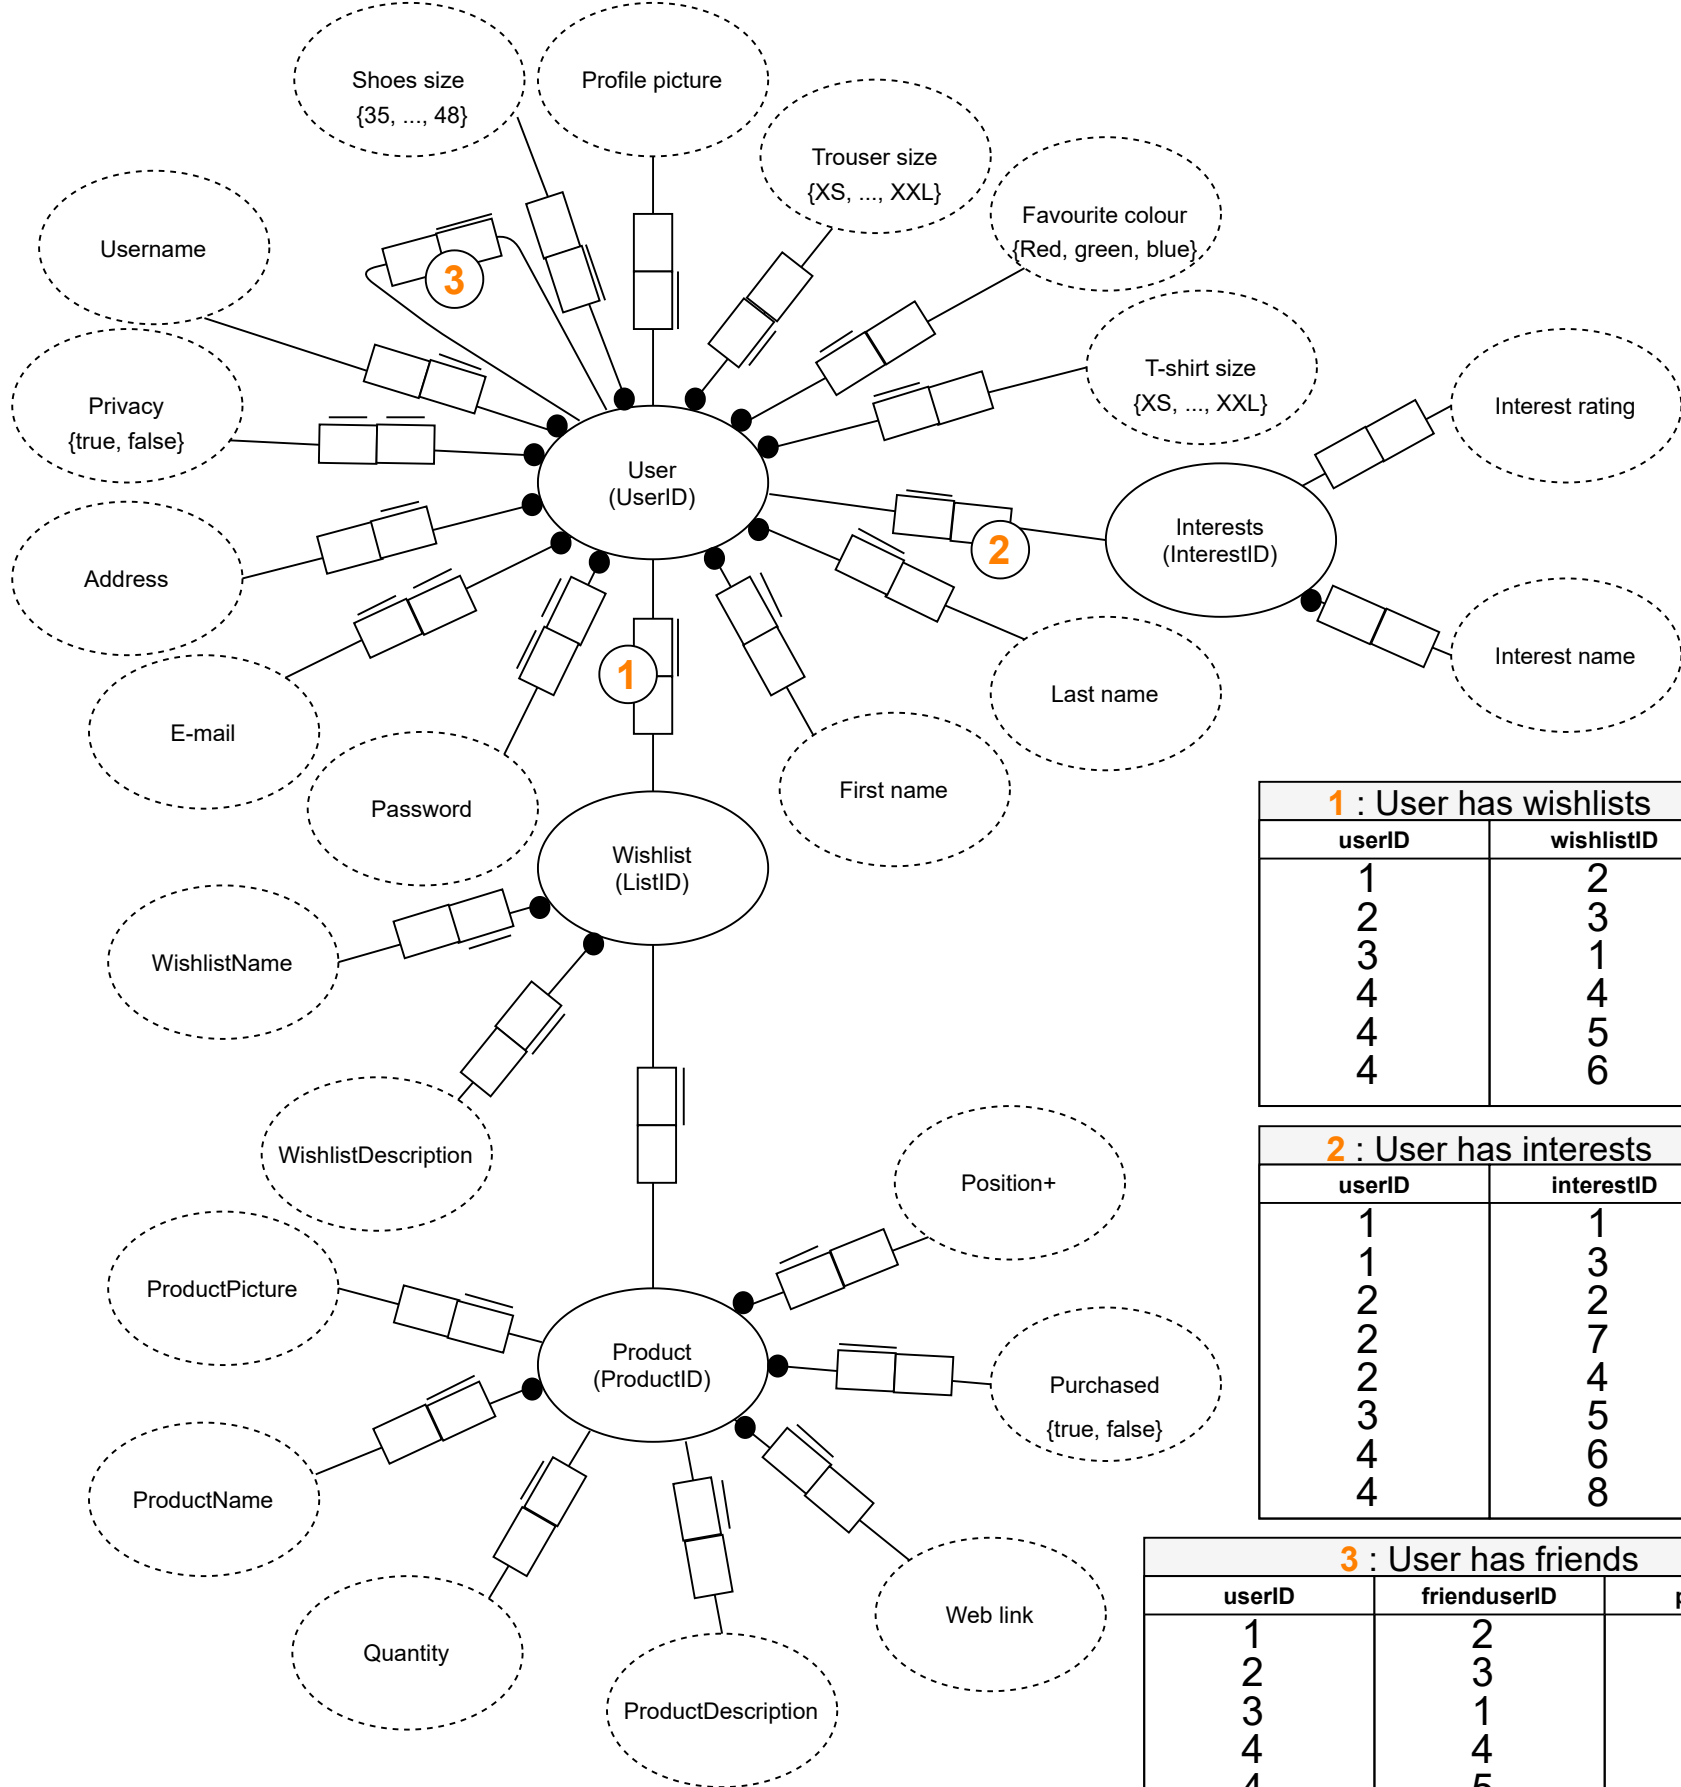 Shoes size
{35, ..., 48}
Profile picture
Trouser size
{XS, ..., XXL}
Favourite colour
{Red, green, blue}
Username
3
T-shirt size
{XS, ..., XXL}
Privacy
{true, false}
Interest rating
User
(UserID)
Interests
(InterestID)
2
Address
Interest name
1
Last name
E-mail
First name
Password
Wishlist
(ListID)
WishlistName
WishlistDescription
Position+
ProductPicture
Product
(ProductID)
Purchased
{true, false}
ProductName
Web link
Quantity
ProductDescription
1 : User has wishlists
userID wishlistID
1 2
2 3
3 1
4 4
4 5
4 6
2 : User has interests
userID interestID
1 1
1 3
2 2
2 7
2 4
3 5
4 6
4 8
3 : User has friends
userID frienduserID
1 2
2 3
3 1
4 4
4 5